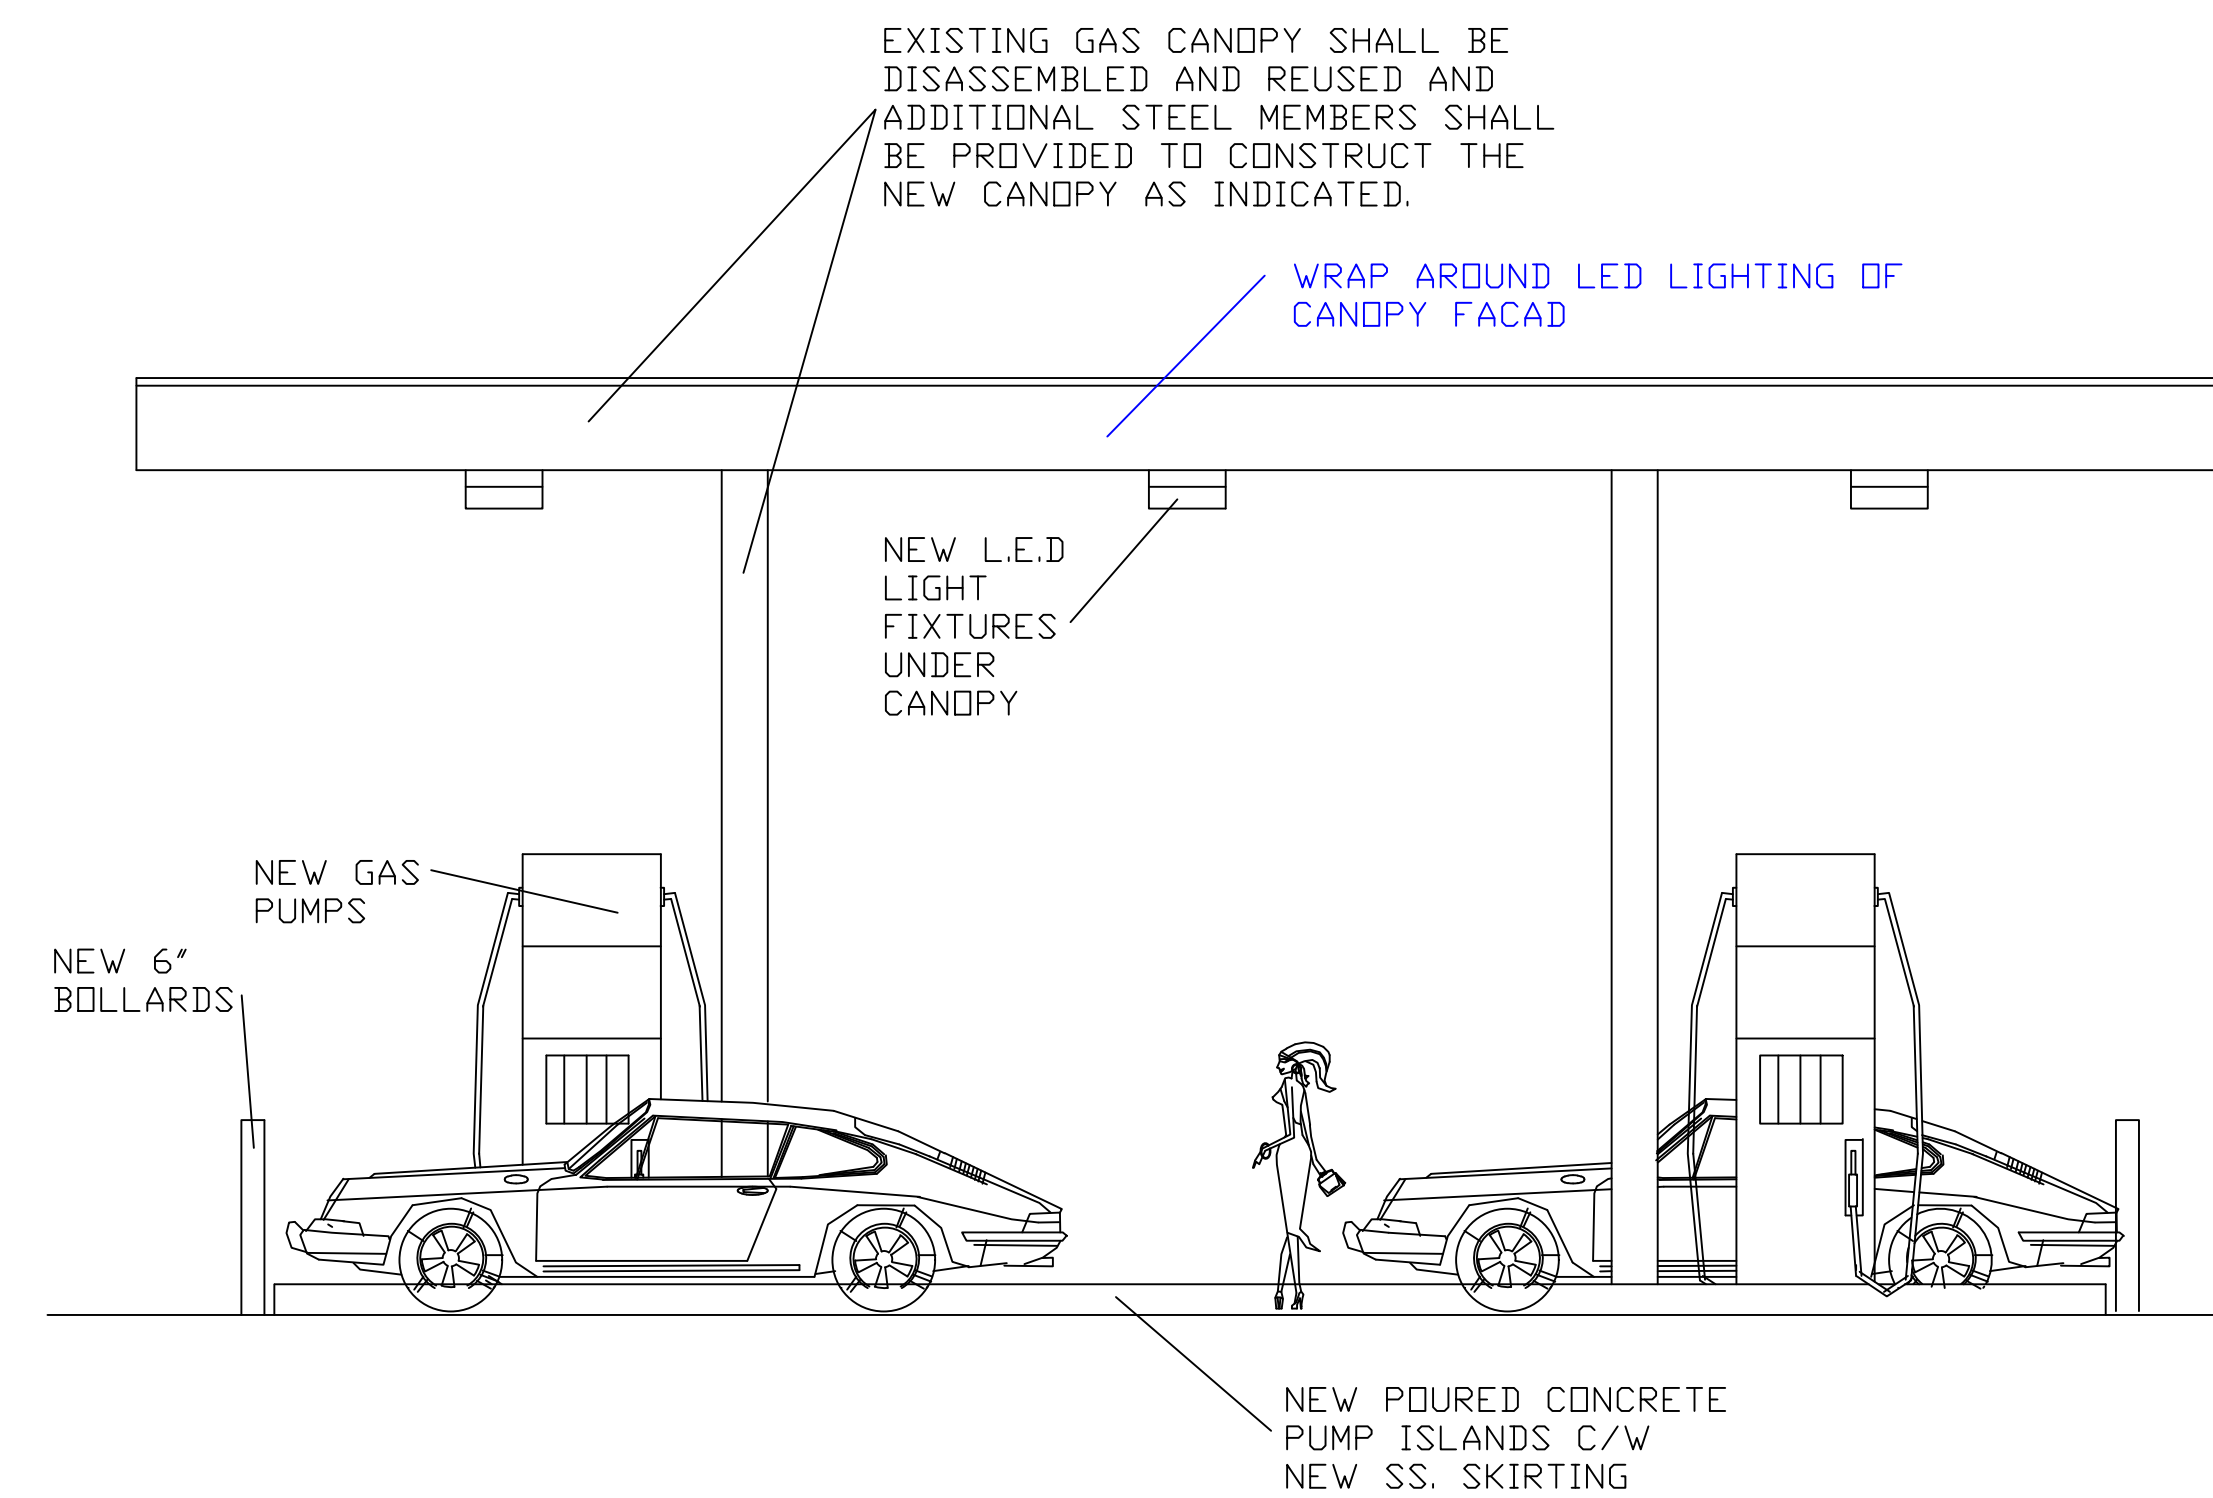 EXISTING GAS CANOPY SHALL BE
DISASSEMBLED AND REUSED AND
ADDITIONAL STEEL MEMBERS SHALL
BE PROVIDED TO CONSTRUCT THE
NEW CANOPY AS INDICATED.
WRAP AROUND LED LIGHTING OF
CANOPY FACAD
NEW L.E.D
LIGHT
FIXTURES
UNDER
CANOPY
NEW GAS
PUMPS
NEW 6"
BOLLARDS
NEW POURED CONCRETE
PUMP ISLANDS C/W
NEW SS. SKIRTING